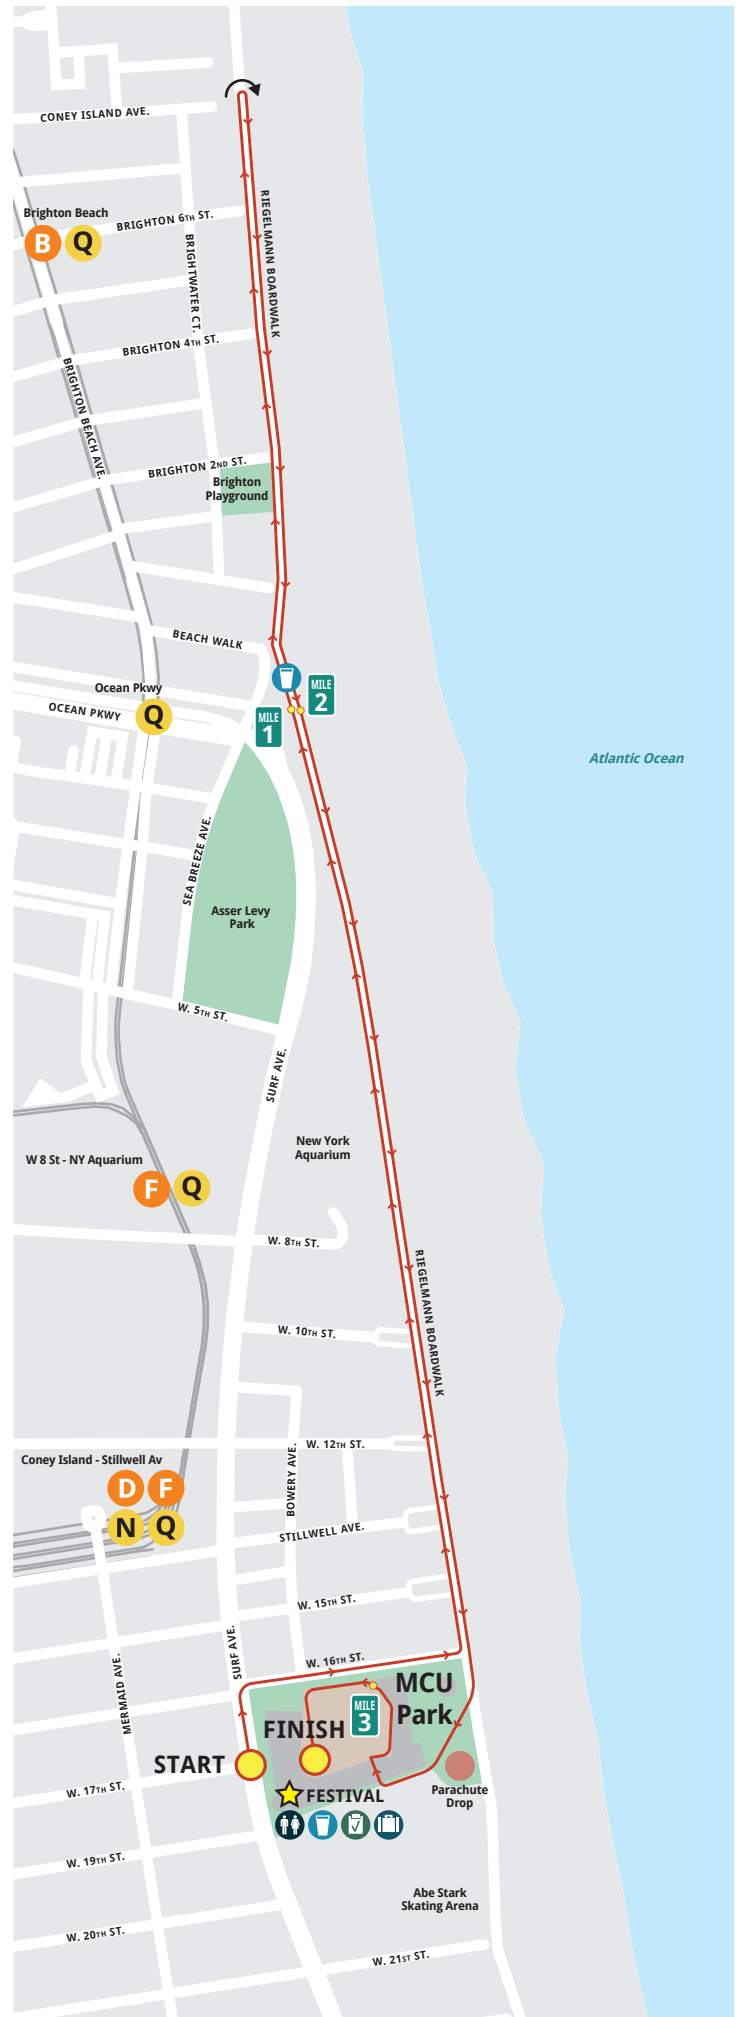 CONEY ISLAND AVE.
Brighton Beach
B Q
BRIGHTON 6TH ST.
RIEGELMANN BOARDWALK
BRIGHTWATER CT.
BRIGHTON 4TH ST.
BRIGHTON BEACH AVE.
BRIGHTON 2ND ST.
Brighton
Playground
BEACH WALK
Ocean Pkwy
Q
OCEAN PKWY
MILE
2
MILE
1
Atlantic Ocean
SEA BREEZE AVE.
Asser Levy
Park
W. 5TH ST.
SURF AVE.
New York
Aquarium
W 8 St - NY Aquarium
F Q
W. 8TH ST.
RIEGELMANN BOARDWALK
W. 10TH ST.
W. 12TH ST.
Coney Island - Stillwell Av
D F
N Q
BOWERY AVE.
STILLWELL AVE.
W. 15TH ST.
SURF AVE.
MERMAID AVE.
W. 16TH ST.
MCU
Park
MILE
3
FINISH
START
FESTIVAL
Parachute
Drop
W. 17TH ST.
W. 19TH ST.
Abe Stark
Skating Arena
W. 20TH ST.
W. 21ST ST.